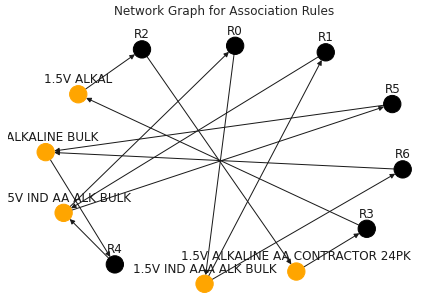 Network Graph for Association Rules
R2
R0
R1
1.5V ALKAL
R5
ALKALINE BULK
R6
5V IND AA ALK BULK
R3
R4
1.5V ALKALINE AA CONTRACTOR 24PK
1.5V IND AAA ALK BULK